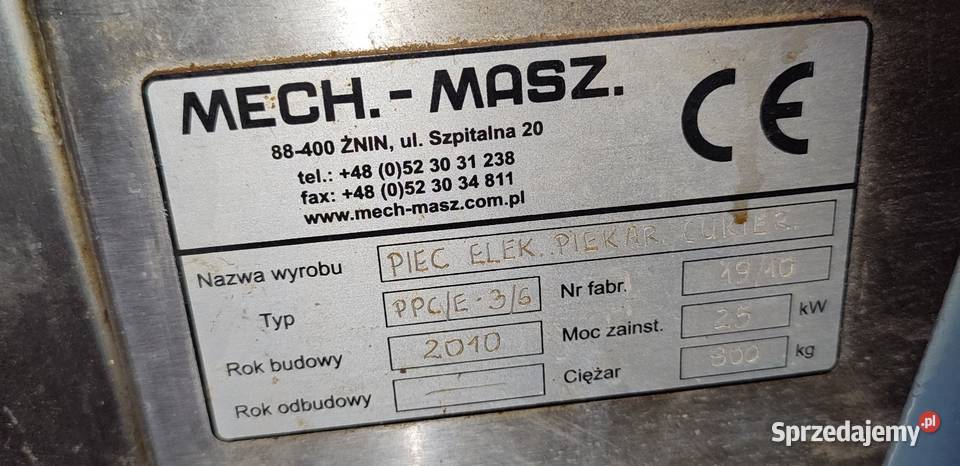 MECH.-MASZ.
CE
88-400 ŻNIN, ul. Szpitalna 20
tel.: +48 (0)52 30 31 238
fax: +48 (0)52 30 34 811
www.mech-masz.com.pl
Nazwa wyrobu PIEC ELEK. PIEKAR. CUKIER.
Typ PPC/E-3/6 Nr fabr. 19/10
Rok budowy 2010 Moc zainst. 25 kW
Rok odbudowy — Ciężar 900 kg
Sprzedajemy.pl